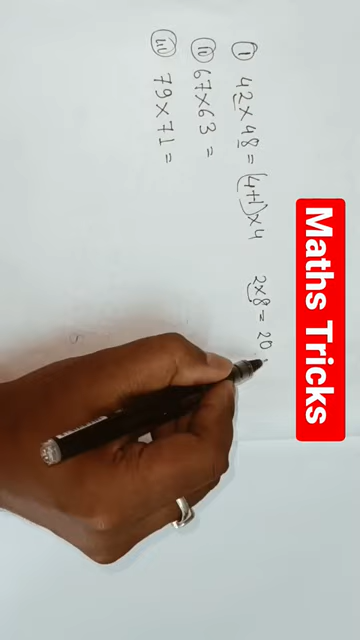 (i) 42 × 48 = (4+1)×4 2×8 = 20
(ii) 67×63 =
(iii) 79×71 =
Maths Tricks